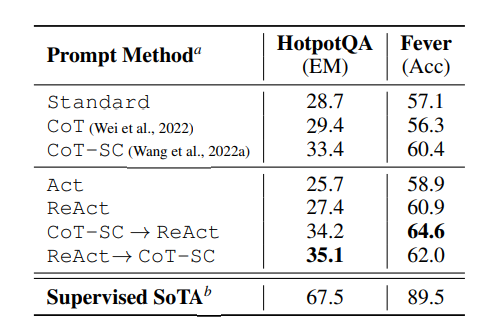 Prompt Method^a HotpotQA Fever
(EM) (Acc)
Standard 28.7 57.1
CoT (Wei et al., 2022) 29.4 56.3
CoT-SC (Wang et al., 2022a) 33.4 60.4
Act 25.7 58.9
ReAct 27.4 60.9
CoT-SC → ReAct 34.2 64.6
ReAct → CoT-SC 35.1 62.0
Supervised SoTA^b 67.5 89.5